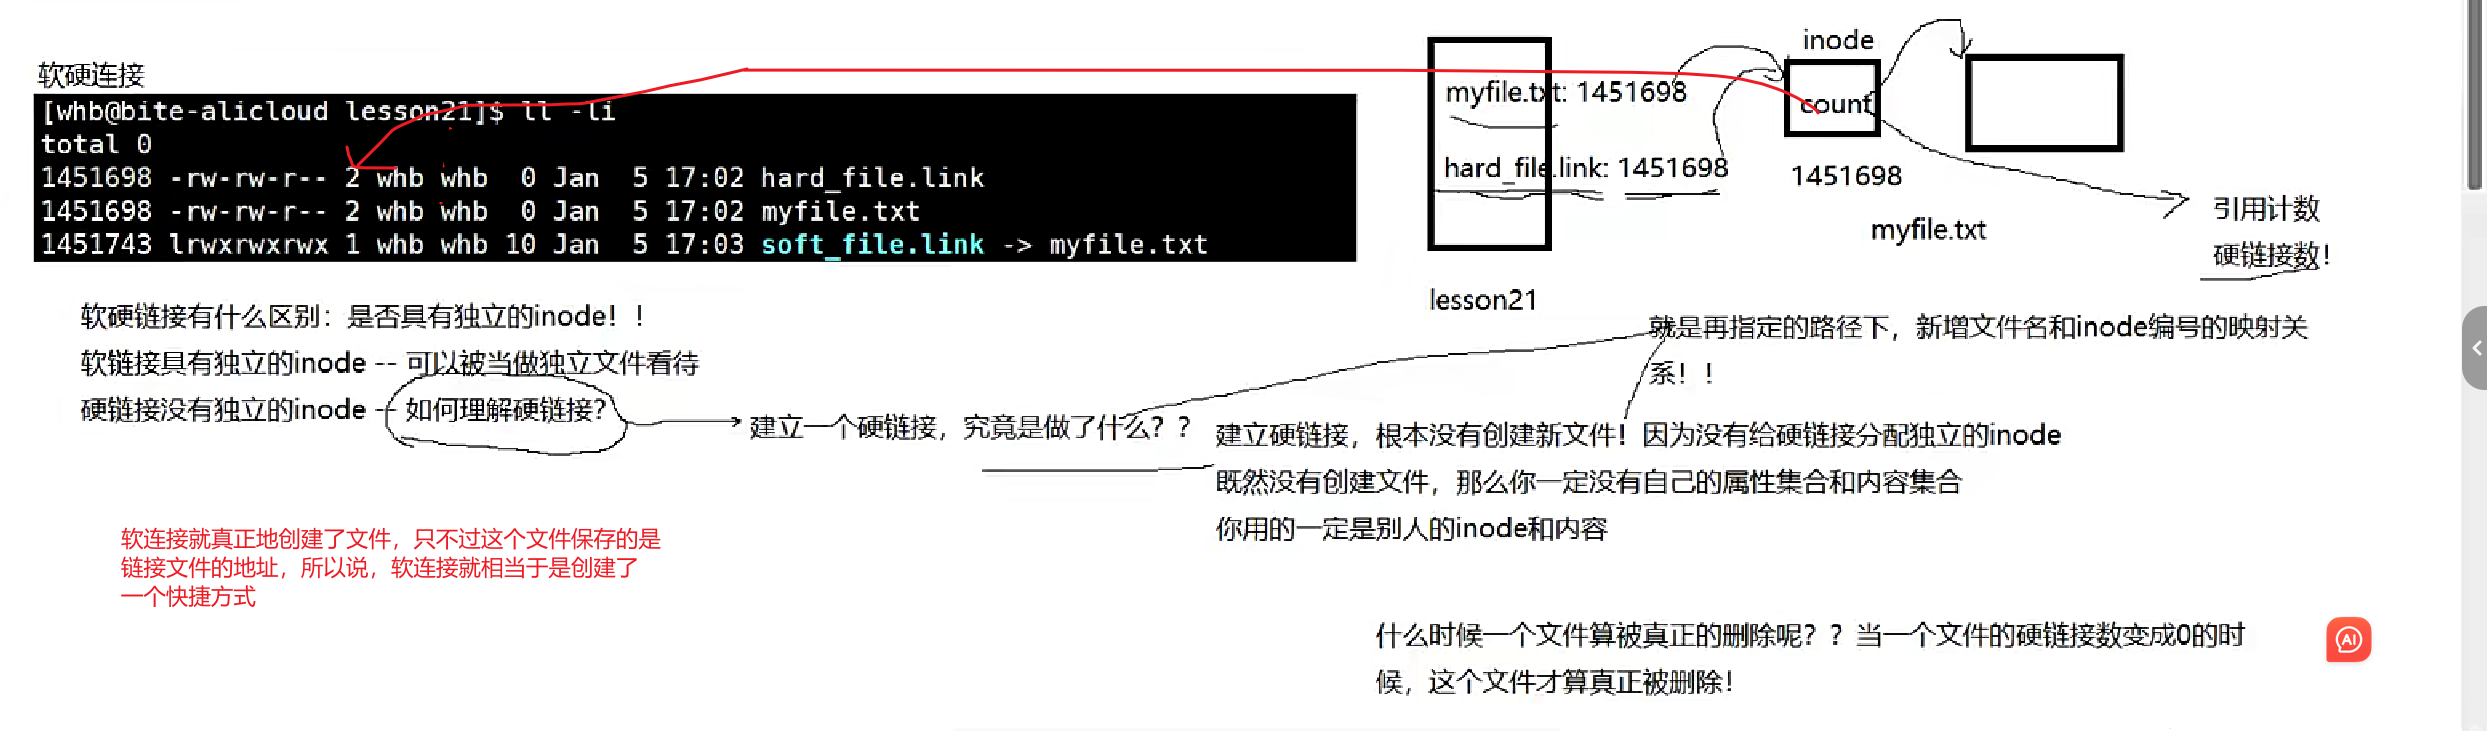 软硬连接
[whb@bite-alicloud lesson21]$ ll -li
total 0
1451698 -rw-rw-r-- 2 whb whb  0 Jan  5 17:02 hard_file.link
1451698 -rw-rw-r-- 2 whb whb  0 Jan  5 17:02 myfile.txt
1451743 lrwxrwxrwx 1 whb whb 10 Jan  5 17:03 soft_file.link -> myfile.txt
myfile.txt: 1451698
hard_file.link: 1451698
lesson21
inode
count
1451698
myfile.txt
引用计数
硬链接数！
软硬链接有什么区别：是否具有独立的inode！！
软链接具有独立的inode -- 可以被当做独立文件看待
硬链接没有独立的inode -- 如何理解硬链接？
建立一个硬链接，究竟是做了什么？？
就是再指定的路径下，新增文件名和inode编号的映射关
系！！
建立硬链接，根本没有创建新文件！因为没有给硬链接分配独立的inode
既然没有创建文件，那么你一定没有自己的属性集合和内容集合
你用的一定是别人的inode和内容
软连接就真正地创建了文件，只不过这个文件保存的是
链接文件的地址，所以说，软连接就相当于是创建了
一个快捷方式
什么时候一个文件算被真正的删除呢？？当一个文件的硬链接数变成0的时
候，这个文件才算真正被删除！
AI